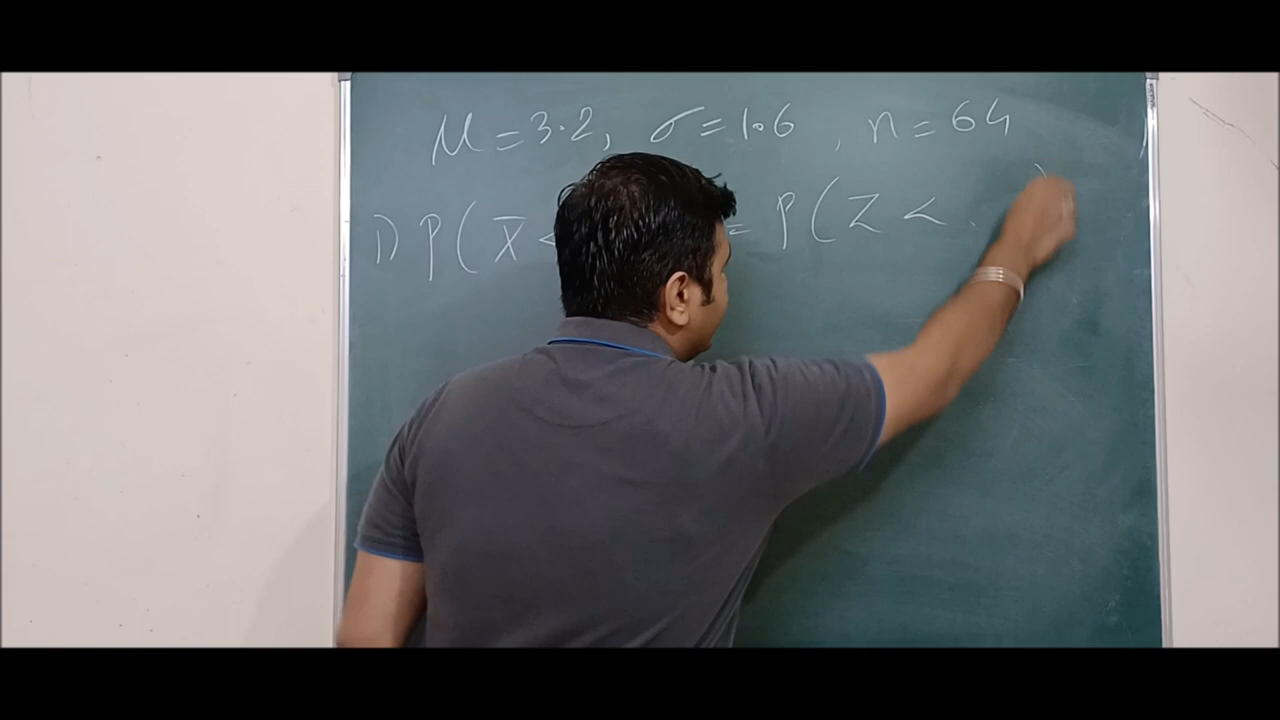 μ = 3.2, σ = 1.6, n = 64
1) P( X̄ < = P( Z < . )